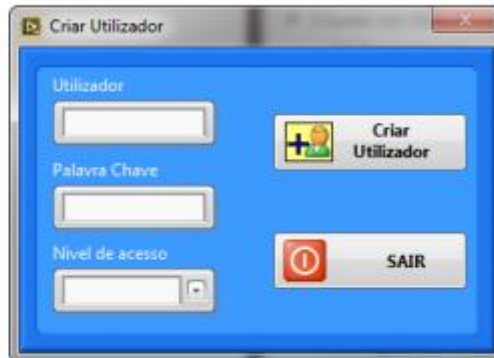 Criar Utilizador
Utilizador
Criar
Utilizador
Palavra Chave
Nivel de acesso
SAIR